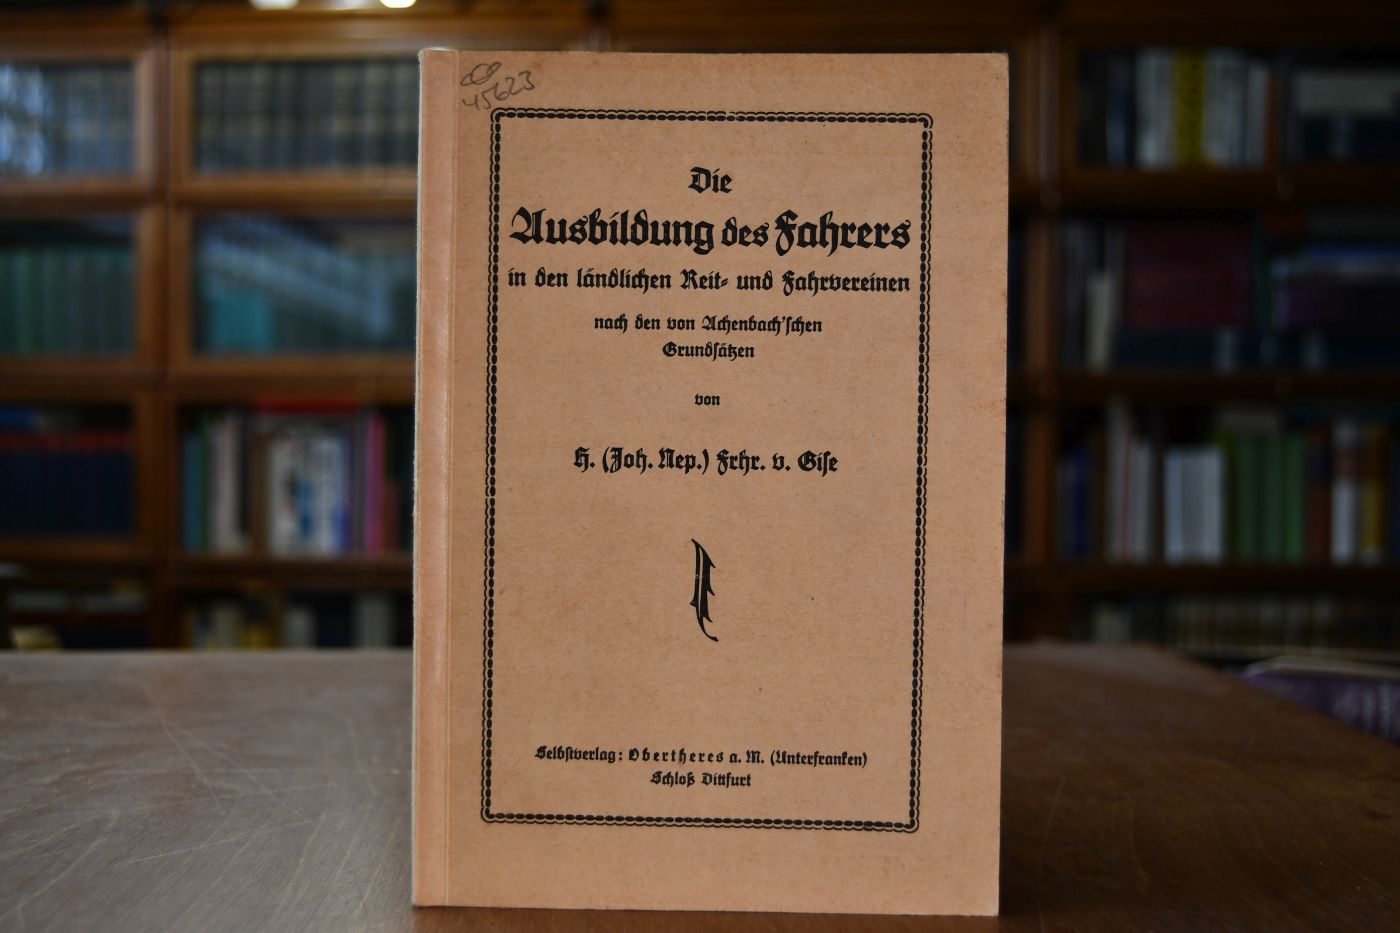 45623
Die
Ausbildung des Fahrers
in den ländlichen Reit- und Fahrvereinen
nach den von Achenbach'schen
Grundsätzen
von
H. (Joh. Nep.) Frhr. v. Gise
Selbstverlag: Obertheres a. M. (Unterfranken)
Schloß Dittfurt